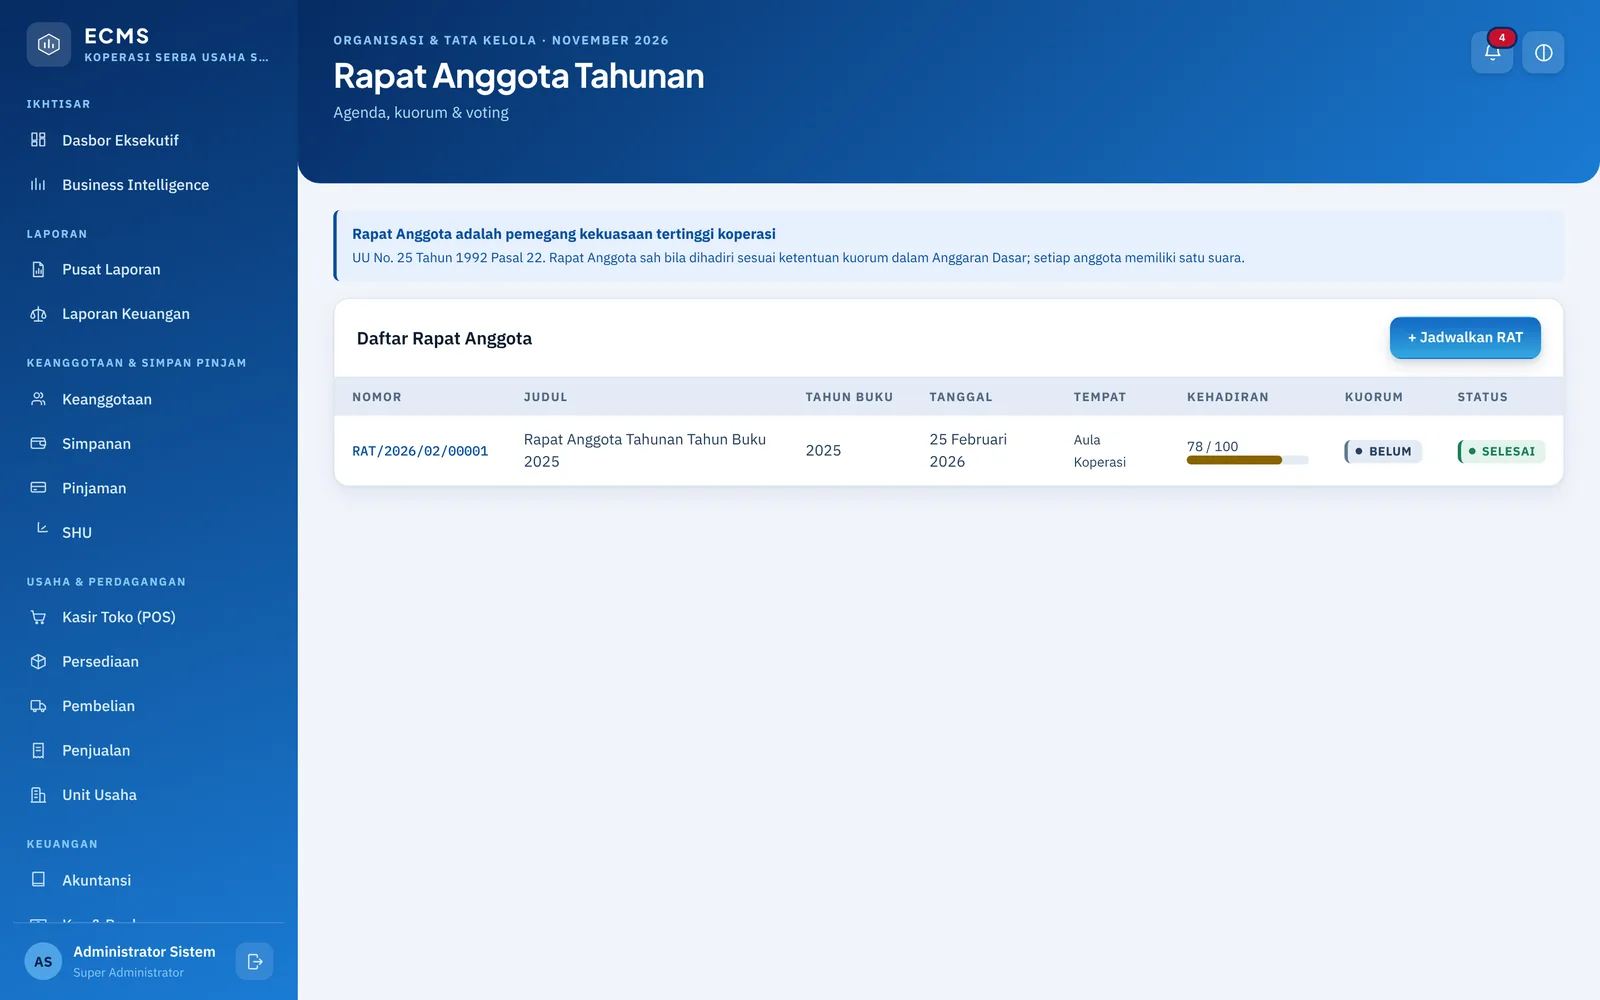 ECMS
KOPERASI SERBA USAHA S...
IKHTISAR
Dasbor Eksekutif
Business Intelligence
LAPORAN
Pusat Laporan
Laporan Keuangan
KEANGGOTAAN & SIMPAN PINJAM
Keanggotaan
Simpanan
Pinjaman
SHU
USAHA & PERDAGANGAN
Kasir Toko (POS)
Persediaan
Pembelian
Penjualan
Unit Usaha
KEUANGAN
Akuntansi
AS
Administrator Sistem
Super Administrator
ORGANISASI & TATA KELOLA · NOVEMBER 2026
Rapat Anggota Tahunan
Agenda, kuorum & voting
4
Rapat Anggota adalah pemegang kekuasaan tertinggi koperasi
UU No. 25 Tahun 1992 Pasal 22. Rapat Anggota sah bila dihadiri sesuai ketentuan kuorum dalam Anggaran Dasar; setiap anggota memiliki satu suara.
Daftar Rapat Anggota
+ Jadwalkan RAT
NOMOR JUDUL TAHUN BUKU TANGGAL TEMPAT KEHADIRAN KUORUM STATUS
RAT/2026/02/00001 Rapat Anggota Tahunan Tahun Buku 2025 2025 25 Februari 2026 Aula Koperasi 78 / 100 BELUM SELESAI